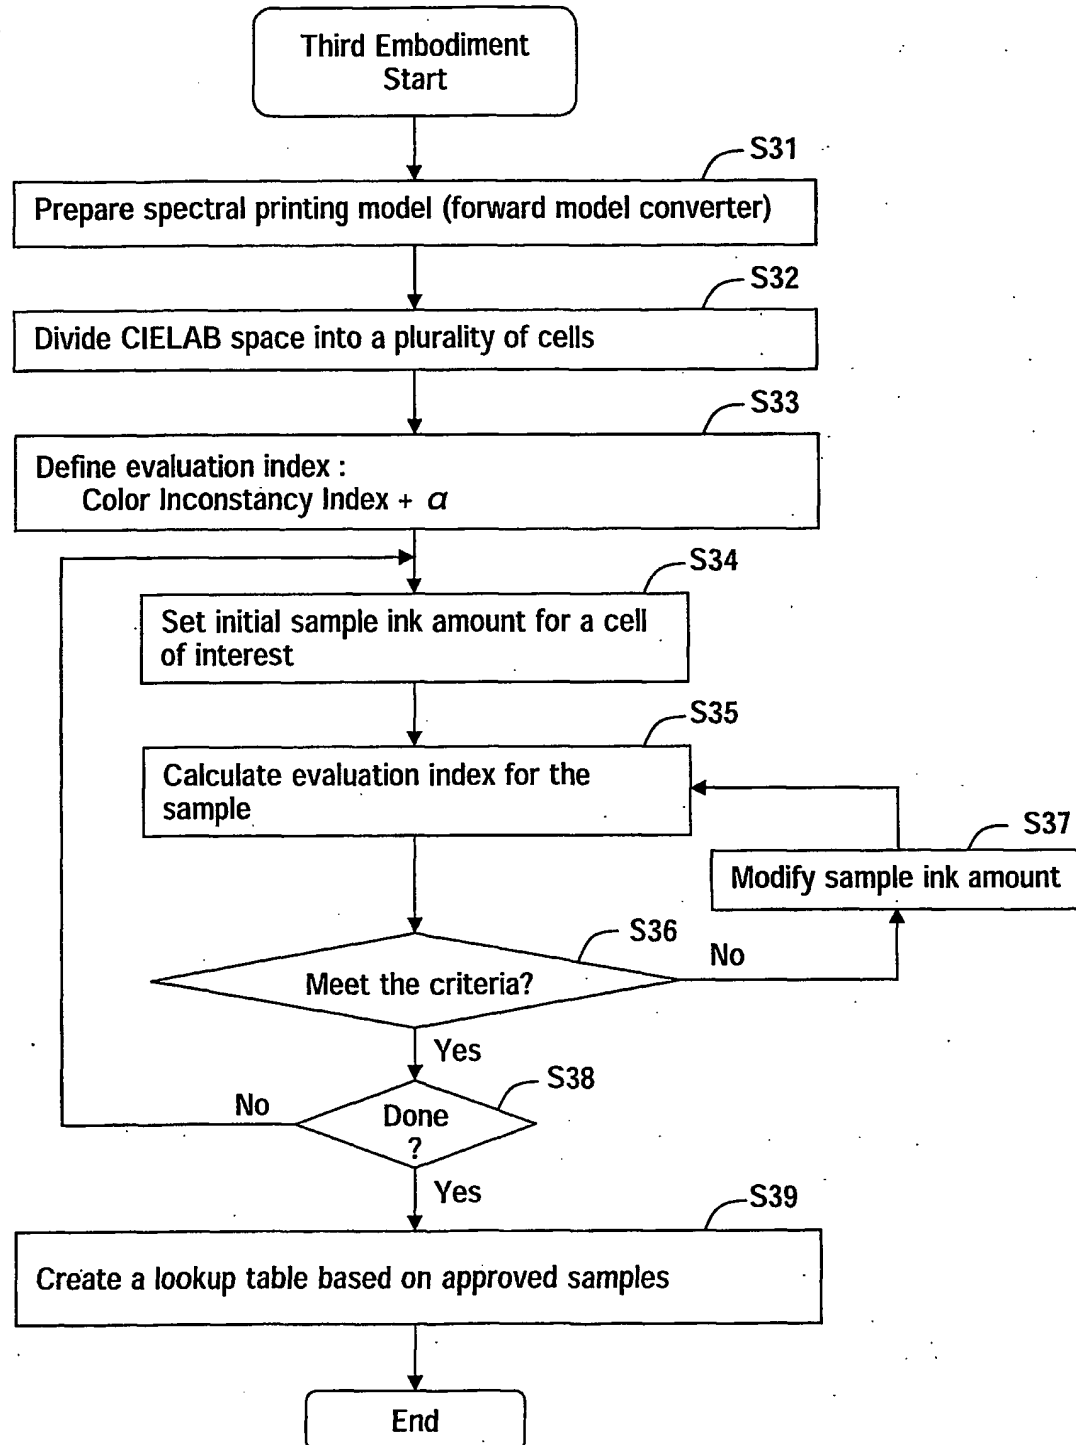 Third Embodiment
Start
S31
Prepare spectral printing model (forward model converter)
S32
Divide CIELAB space into a plurality of cells
S33
Define evaluation index :
Color Inconstancy Index + α
S34
Set initial sample ink amount for a cell
of interest
S35
Calculate evaluation index for the
sample
S37
Modify sample ink amount
S36
Meet the criteria?
No
Yes
S38
Done
?
No
Yes
S39
Create a lookup table based on approved samples
End